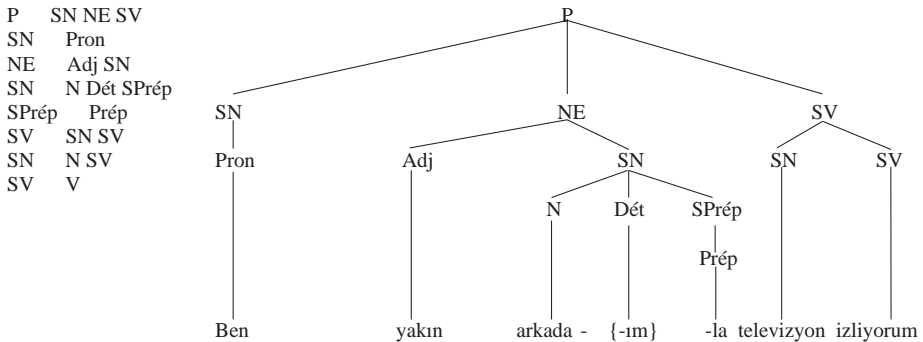 P SN NE SV
SN Pron
NE Adj SN
SN N Dét SPrép
SPrép Prép
SV SN SV
SN N SV
SV V
P
SN NE SV
Pron Adj SN SN SV
N Dét SPrép
Prép
Ben yakın arkada - {-ım} -la televizyon izliyorum